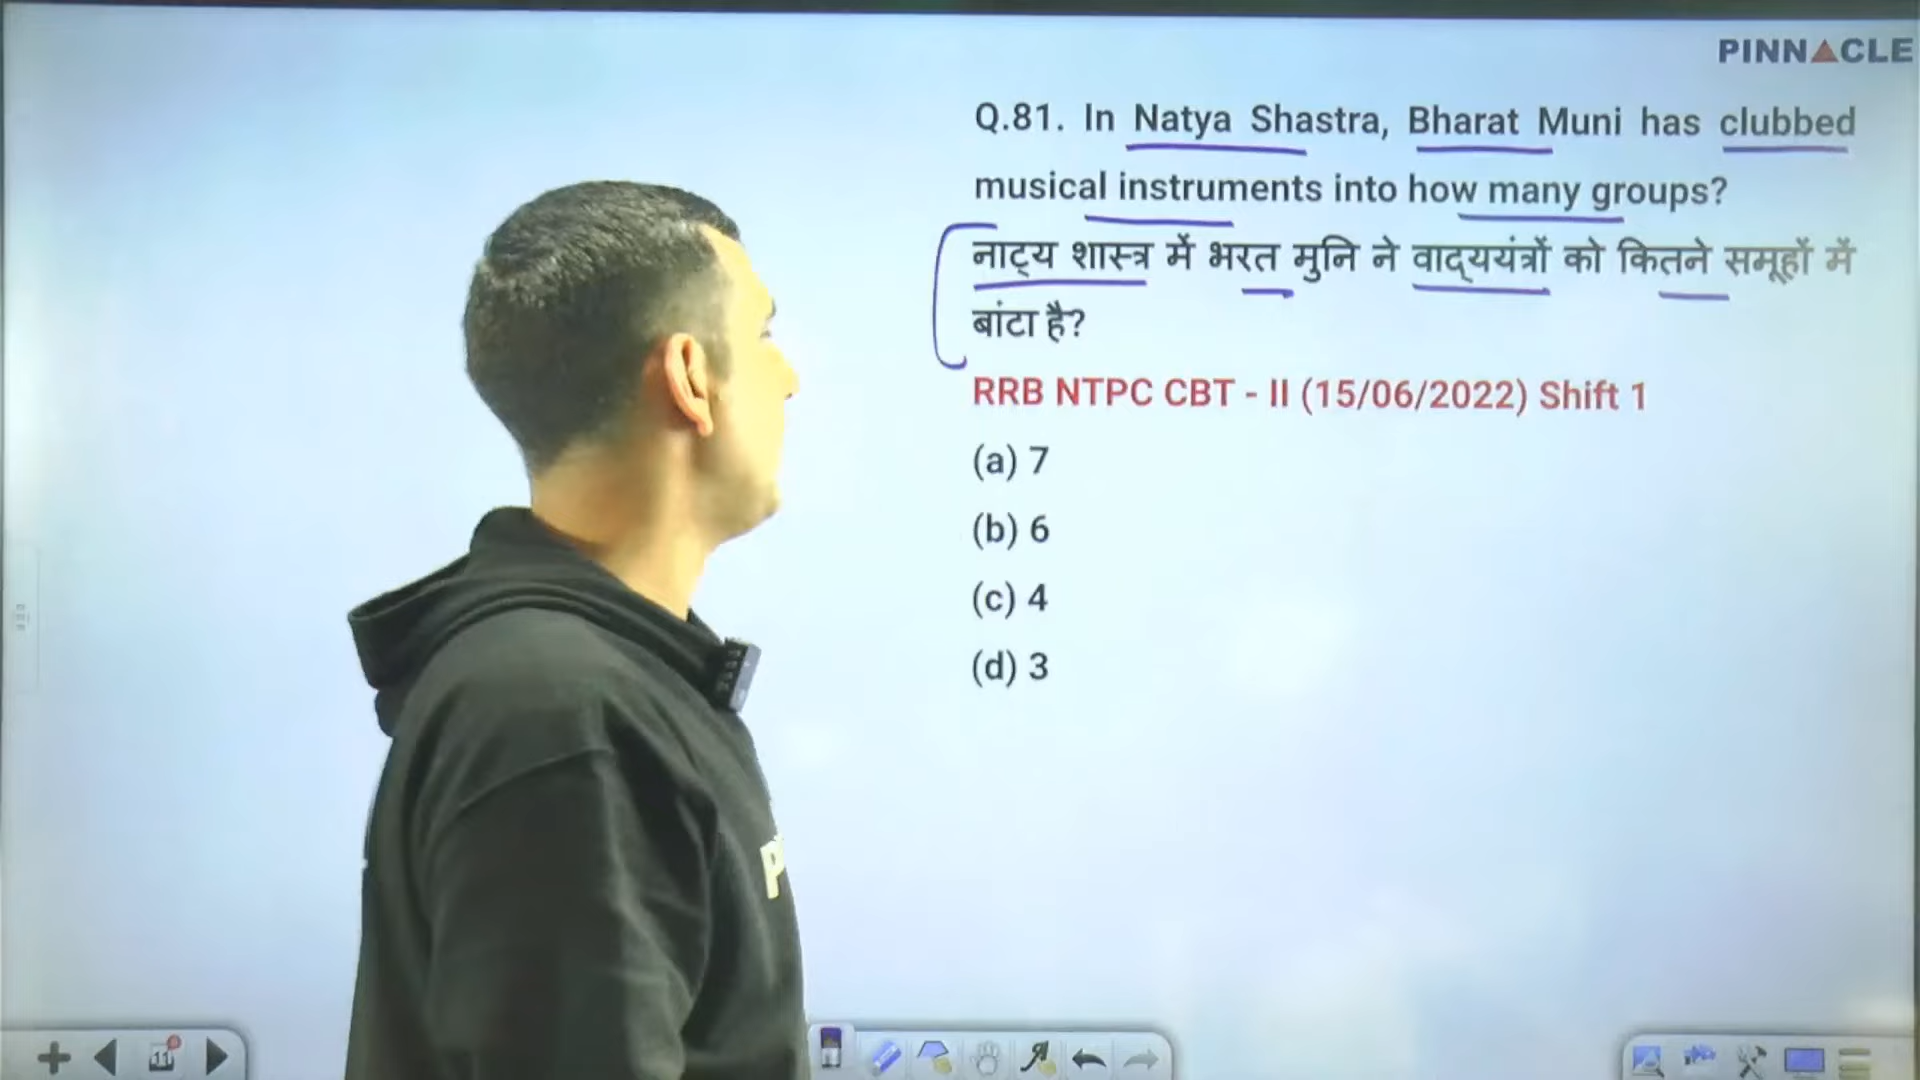 PINNACLE
Q.81. In Natya Shastra, Bharat Muni has clubbed
musical instruments into how many groups?
नाट्य शास्त्र में भरत मुनि ने वाद्ययंत्रों को कितने समूहों में
बांटा है?
RRB NTPC CBT - II (15/06/2022) Shift 1
(a) 7
(b) 6
(c) 4
(d) 3
P
11